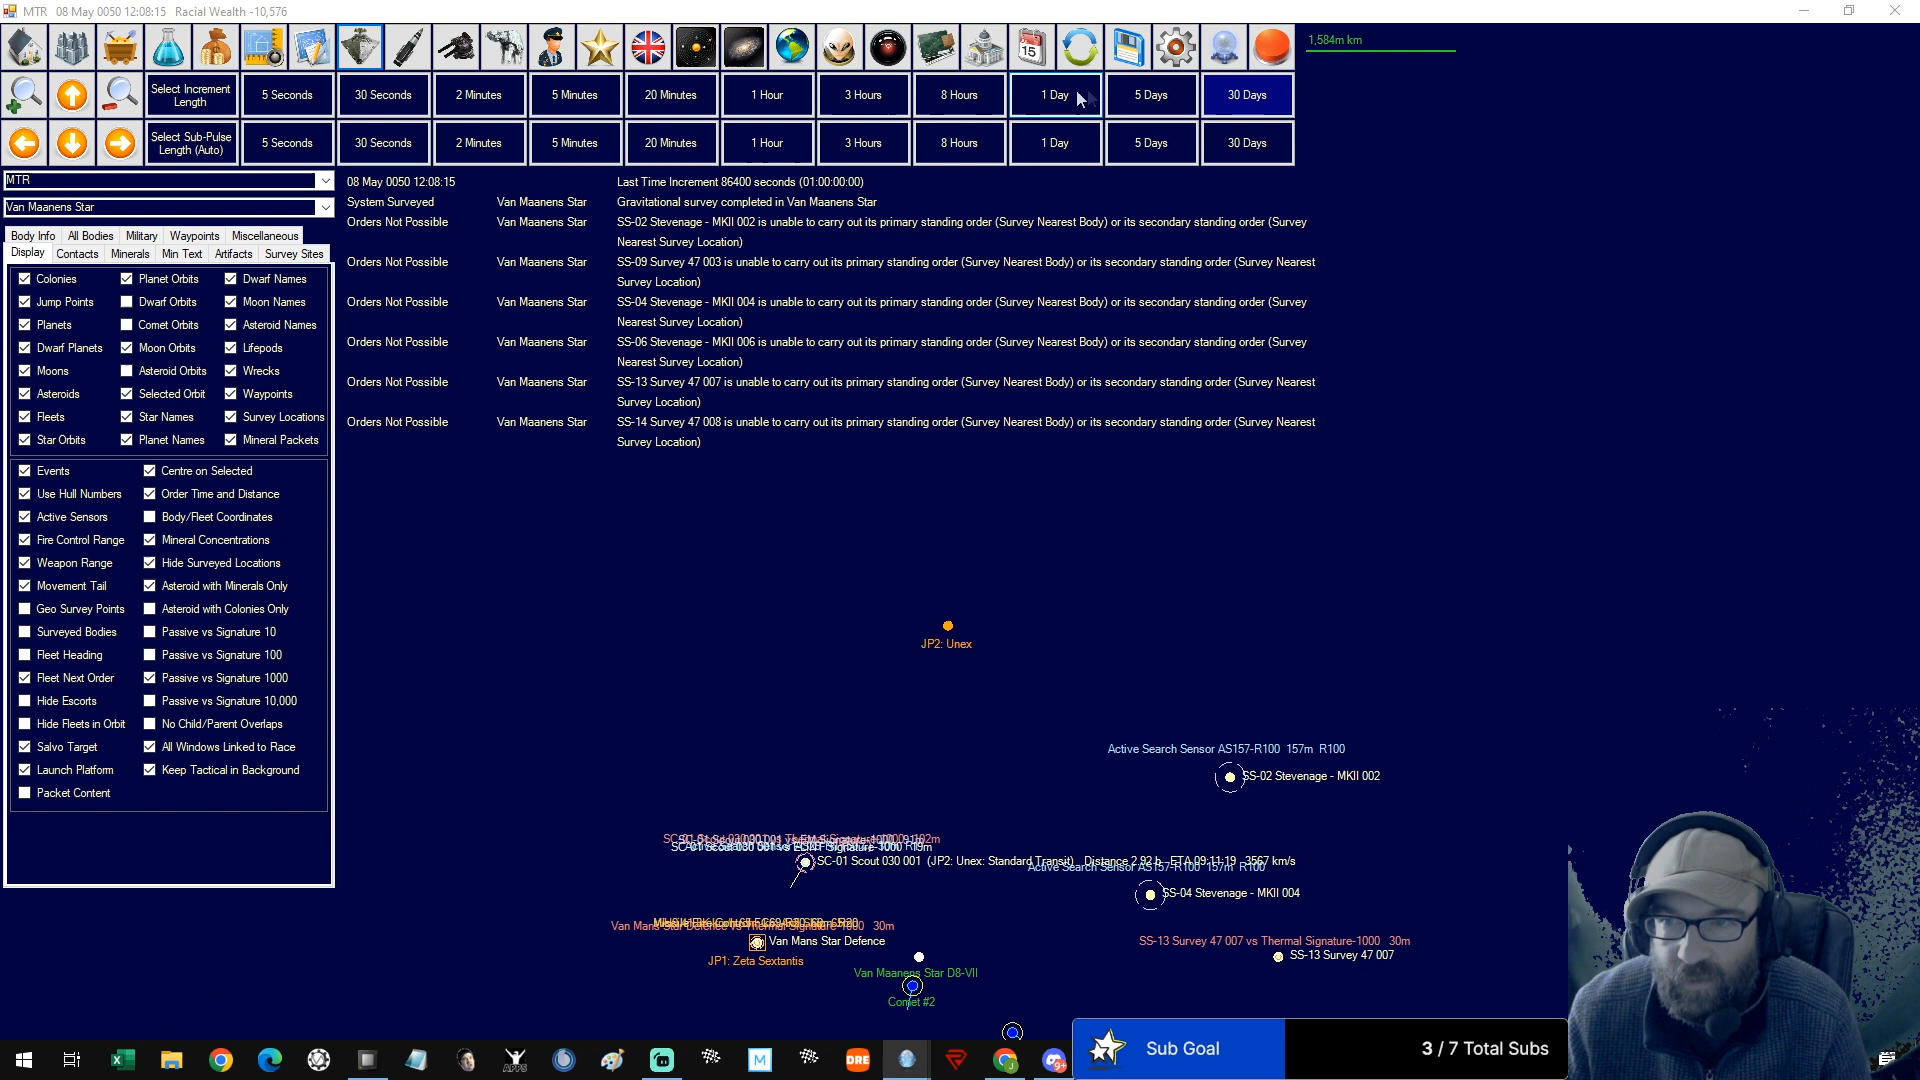 MTR 08 May 0050 12:08:15 Racial Wealth -10,576
1,584m km
15
Select Increment Length
5 Seconds
30 Seconds
2 Minutes
5 Minutes
20 Minutes
1 Hour
3 Hours
8 Hours
1 Day
5 Days
30 Days
Select Sub-Pulse Length (Auto)
5 Seconds
30 Seconds
2 Minutes
5 Minutes
20 Minutes
1 Hour
3 Hours
8 Hours
1 Day
5 Days
30 Days
MTR
Van Maanens Star
Body Info All Bodies Military Waypoints Miscellaneous
Display Contacts Minerals Min Text Artifacts Survey Sites
Colonies Planet Orbits Dwarf Names
Jump Points Dwarf Orbits Moon Names
Planets Comet Orbits Asteroid Names
Dwarf Planets Moon Orbits Lifepods
Moons Asteroid Orbits Wrecks
Asteroids Selected Orbit Waypoints
Fleets Star Names Survey Locations
Star Orbits Planet Names Mineral Packets
Events Centre on Selected
Use Hull Numbers Order Time and Distance
Active Sensors Body/Fleet Coordinates
Fire Control Range Mineral Concentrations
Weapon Range Hide Surveyed Locations
Movement Tail Asteroid with Minerals Only
Geo Survey Points Asteroid with Colonies Only
Surveyed Bodies Passive vs Signature 10
Fleet Heading Passive vs Signature 100
Fleet Next Order Passive vs Signature 1000
Hide Escorts Passive vs Signature 10,000
Hide Fleets in Orbit No Child/Parent Overlaps
Salvo Target All Windows Linked to Race
Launch Platform Keep Tactical in Background
Packet Content
08 May 0050 12:08:15 Last Time Increment 86400 seconds (01:00:00:00)
System Surveyed Van Maanens Star Gravitational survey completed in Van Maanens Star
Orders Not Possible Van Maanens Star SS-02 Stevenage - MKII 002 is unable to carry out its primary standing order (Survey Nearest Body) or its secondary standing order (Survey
Nearest Survey Location)
Orders Not Possible Van Maanens Star SS-09 Survey 47 003 is unable to carry out its primary standing order (Survey Nearest Body) or its secondary standing order (Survey Nearest
Survey Location)
Orders Not Possible Van Maanens Star SS-04 Stevenage - MKII 004 is unable to carry out its primary standing order (Survey Nearest Body) or its secondary standing order (Survey
Nearest Survey Location)
Orders Not Possible Van Maanens Star SS-06 Stevenage - MKII 006 is unable to carry out its primary standing order (Survey Nearest Body) or its secondary standing order (Survey
Nearest Survey Location)
Orders Not Possible Van Maanens Star SS-13 Survey 47 007 is unable to carry out its primary standing order (Survey Nearest Body) or its secondary standing order (Survey Nearest
Survey Location)
Orders Not Possible Van Maanens Star SS-14 Survey 47 008 is unable to carry out its primary standing order (Survey Nearest Body) or its secondary standing order (Survey Nearest
Survey Location)
JP2: Unex
Active Search Sensor AS157-R100 157m R100
SS-02 Stevenage - MKII 002
SC-01 Scout 030 001 (JP2: Unex: Standard Transit) Distance 2.92 b ETA 09:11:19 3567 km/s
Active Search Sensor AS157-R100 157m R100
SS-04 Stevenage - MKII 004
Van Mans Star Defence vs Thermal Signature-1000 30m
Van Mans Star Defence
JP1: Zeta Sextantis
SS-13 Survey 47 007 vs Thermal Signature-1000 30m
SS-13 Survey 47 007
Van Maanens Star D8-VII
Comet #2
APPS
M
DRE
J
9+
Sub Goal
3 / 7 Total Subs